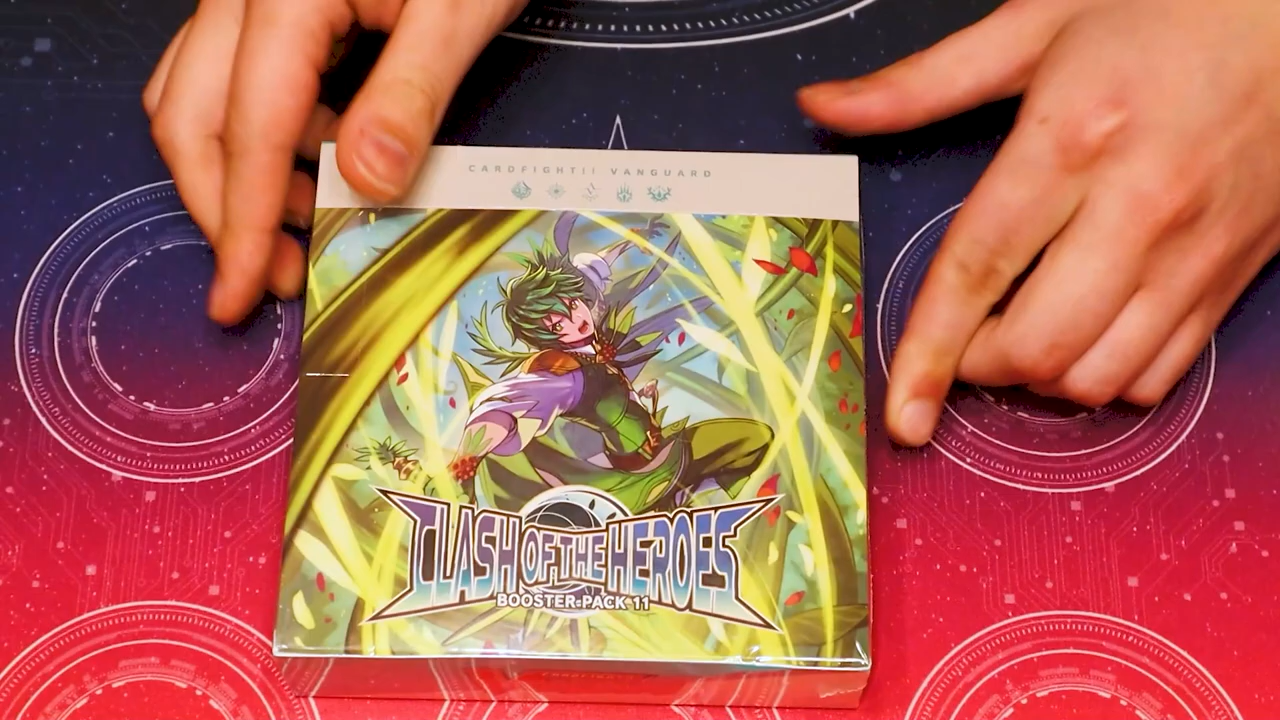 CARDFIGHT!! VANGUARD
CLASH OF THE HEROES
BOOSTER PACK 11